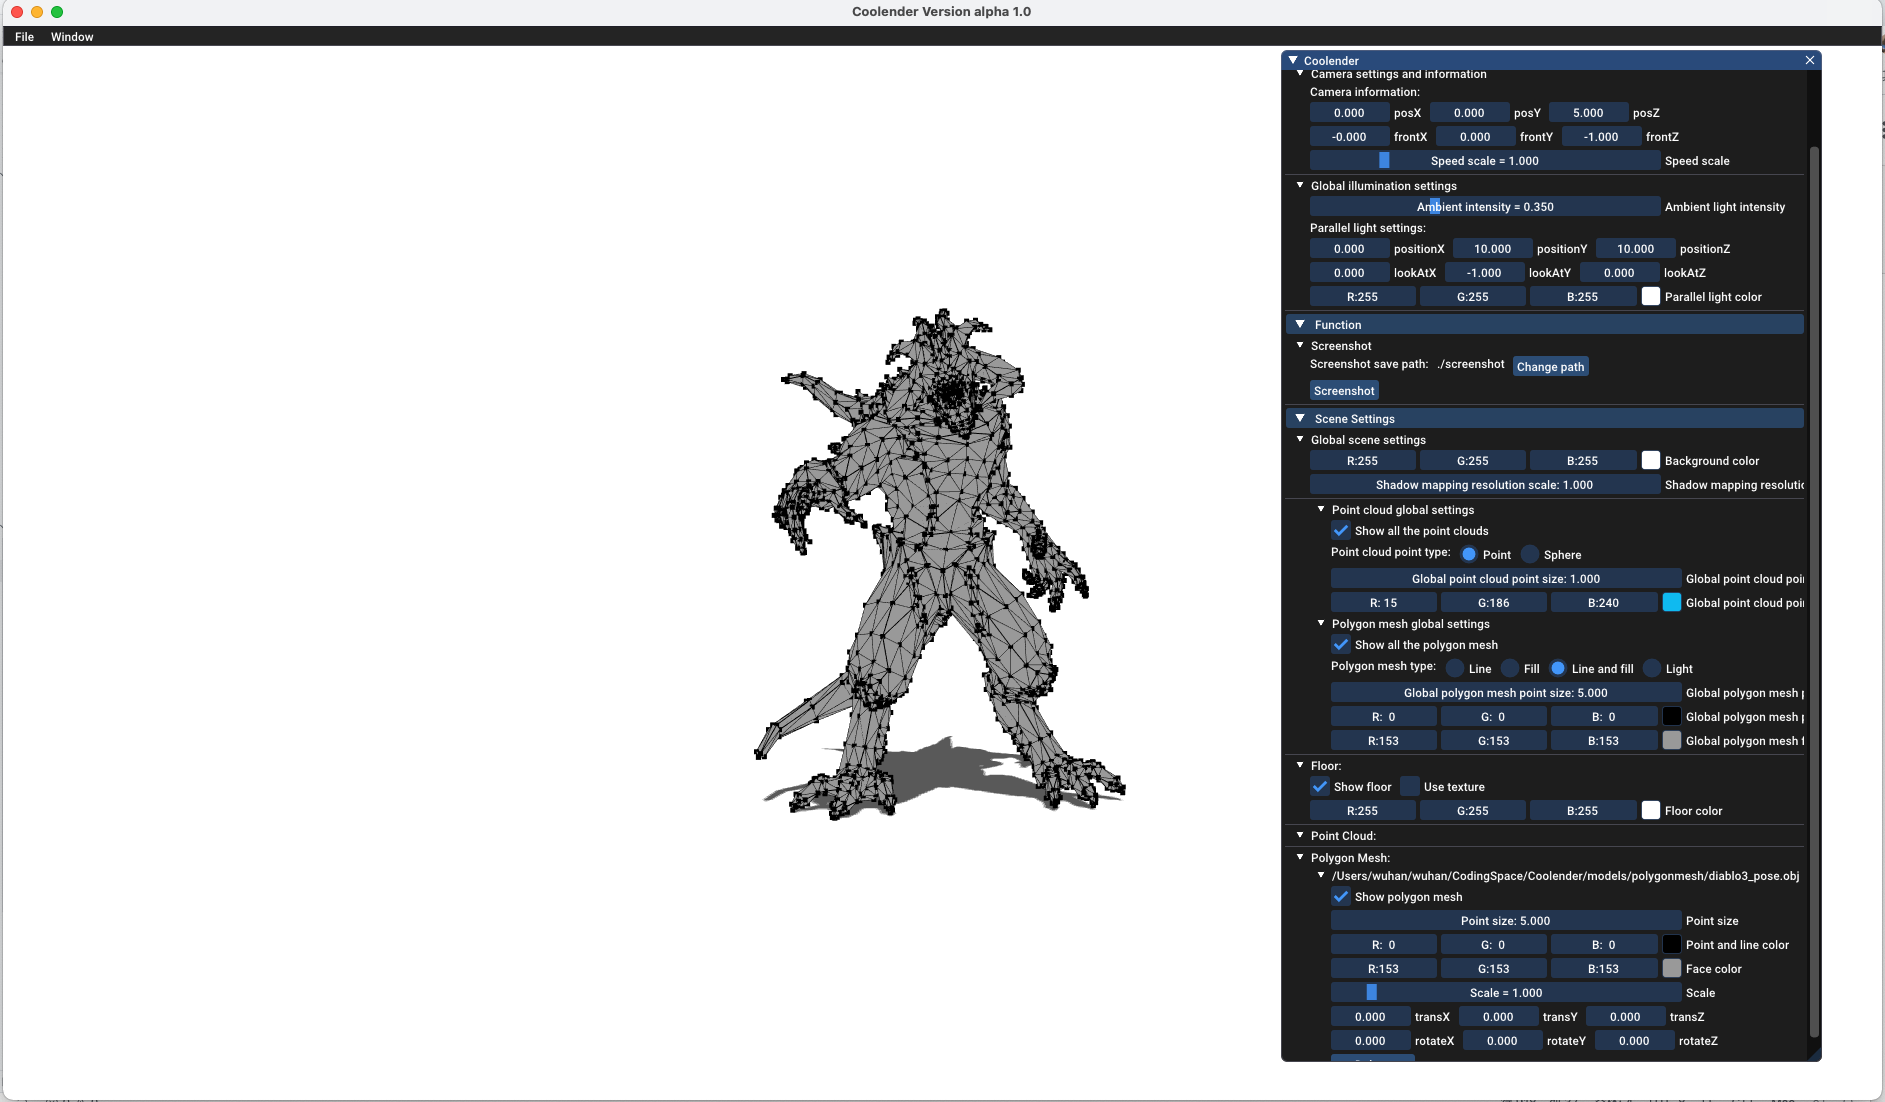 Coolender Version alpha 1.0
File Window
Coolender
Camera settings and information
Camera information:
0.000 posX 0.000 posY 5.000 posZ
-0.000 frontX 0.000 frontY -1.000 frontZ
Speed scale = 1.000 Speed scale
Global illumination settings
Ambient intensity = 0.350 Ambient light intensity
Parallel light settings:
0.000 positionX 10.000 positionY 10.000 positionZ
0.000 lookAtX -1.000 lookAtY 0.000 lookAtZ
R:255 G:255 B:255 Parallel light color
Function
Screenshot
Screenshot save path: ./screenshot Change path
Screenshot
Scene Settings
Global scene settings
R:255 G:255 B:255 Background color
Shadow mapping resolution scale: 1.000 Shadow mapping resolutio
Point cloud global settings
Show all the point clouds
Point cloud point type: Point Sphere
Global point cloud point size: 1.000 Global point cloud poi
R: 15 G:186 B:240 Global point cloud poi
Polygon mesh global settings
Show all the polygon mesh
Polygon mesh type: Line Fill Line and fill Light
Global polygon mesh point size: 5.000 Global polygon mesh p
R: 0 G: 0 B: 0 Global polygon mesh p
R:153 G:153 B:153 Global polygon mesh f
Floor:
Show floor Use texture
R:255 G:255 B:255 Floor color
Point Cloud:
Polygon Mesh:
/Users/wuhan/wuhan/CodingSpace/Coolender/models/polygonmesh/diablo3_pose.obj
Show polygon mesh
Point size: 5.000 Point size
R: 0 G: 0 B: 0 Point and line color
R:153 G:153 B:153 Face color
Scale = 1.000 Scale
0.000 transX 0.000 transY 0.000 transZ
0.000 rotateX 0.000 rotateY 0.000 rotateZ